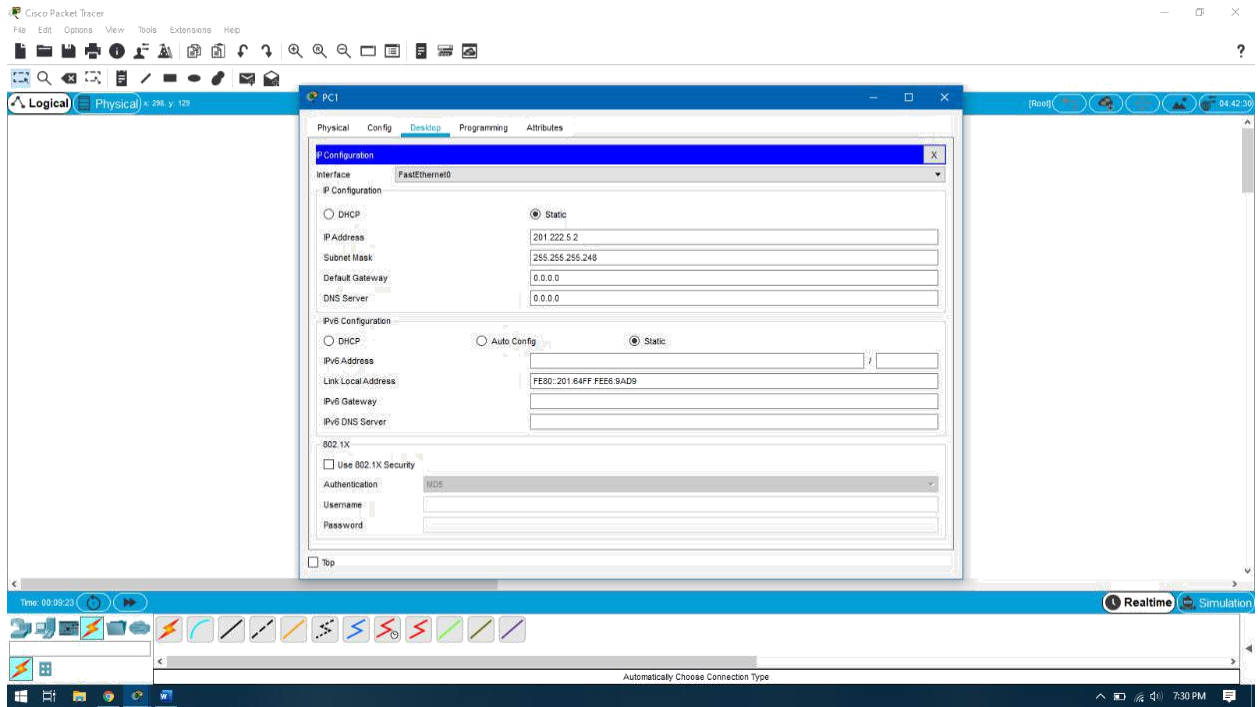 Cisco Packet Tracer
File Edit Options View Tools Extensions Help
?
Logical Physical x: 298, y: 129
[Root] 04:42:30
PC1
Physical Config Desktop Programming Attributes
IP Configuration X
Interface FastEthernet0
IP Configuration
DHCP Static
IP Address 201.222.5.2
Subnet Mask 255.255.255.248
Default Gateway 0.0.0.0
DNS Server 0.0.0.0
IPv6 Configuration
DHCP Auto Config Static
IPv6 Address /
Link Local Address FE80::201:64FF:FEE6:9AD9
IPv6 Gateway
IPv6 DNS Server
802.1X
Use 802.1X Security
Authentication MD5
Username
Password
Top
Time: 00:09:23 Realtime Simulation
Automatically Choose Connection Type
7:30 PM